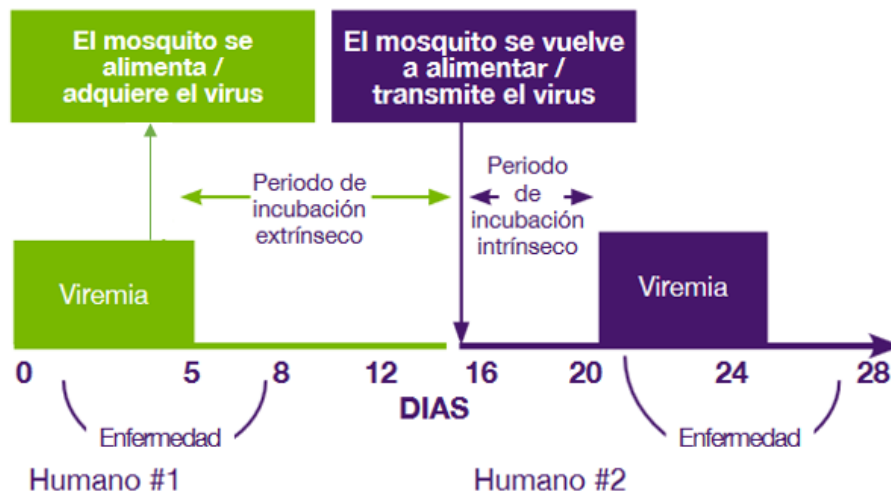 El mosquito se
alimenta /
adquiere el virus
El mosquito se vuelve
a alimentar /
transmite el virus
Periodo de
incubación
extrínseco
Periodo
de
incubación
intrínseco
Viremia
Viremia
0 5 8 12 16 20 24 28
DIAS
Enfermedad
Enfermedad
Humano #1
Humano #2